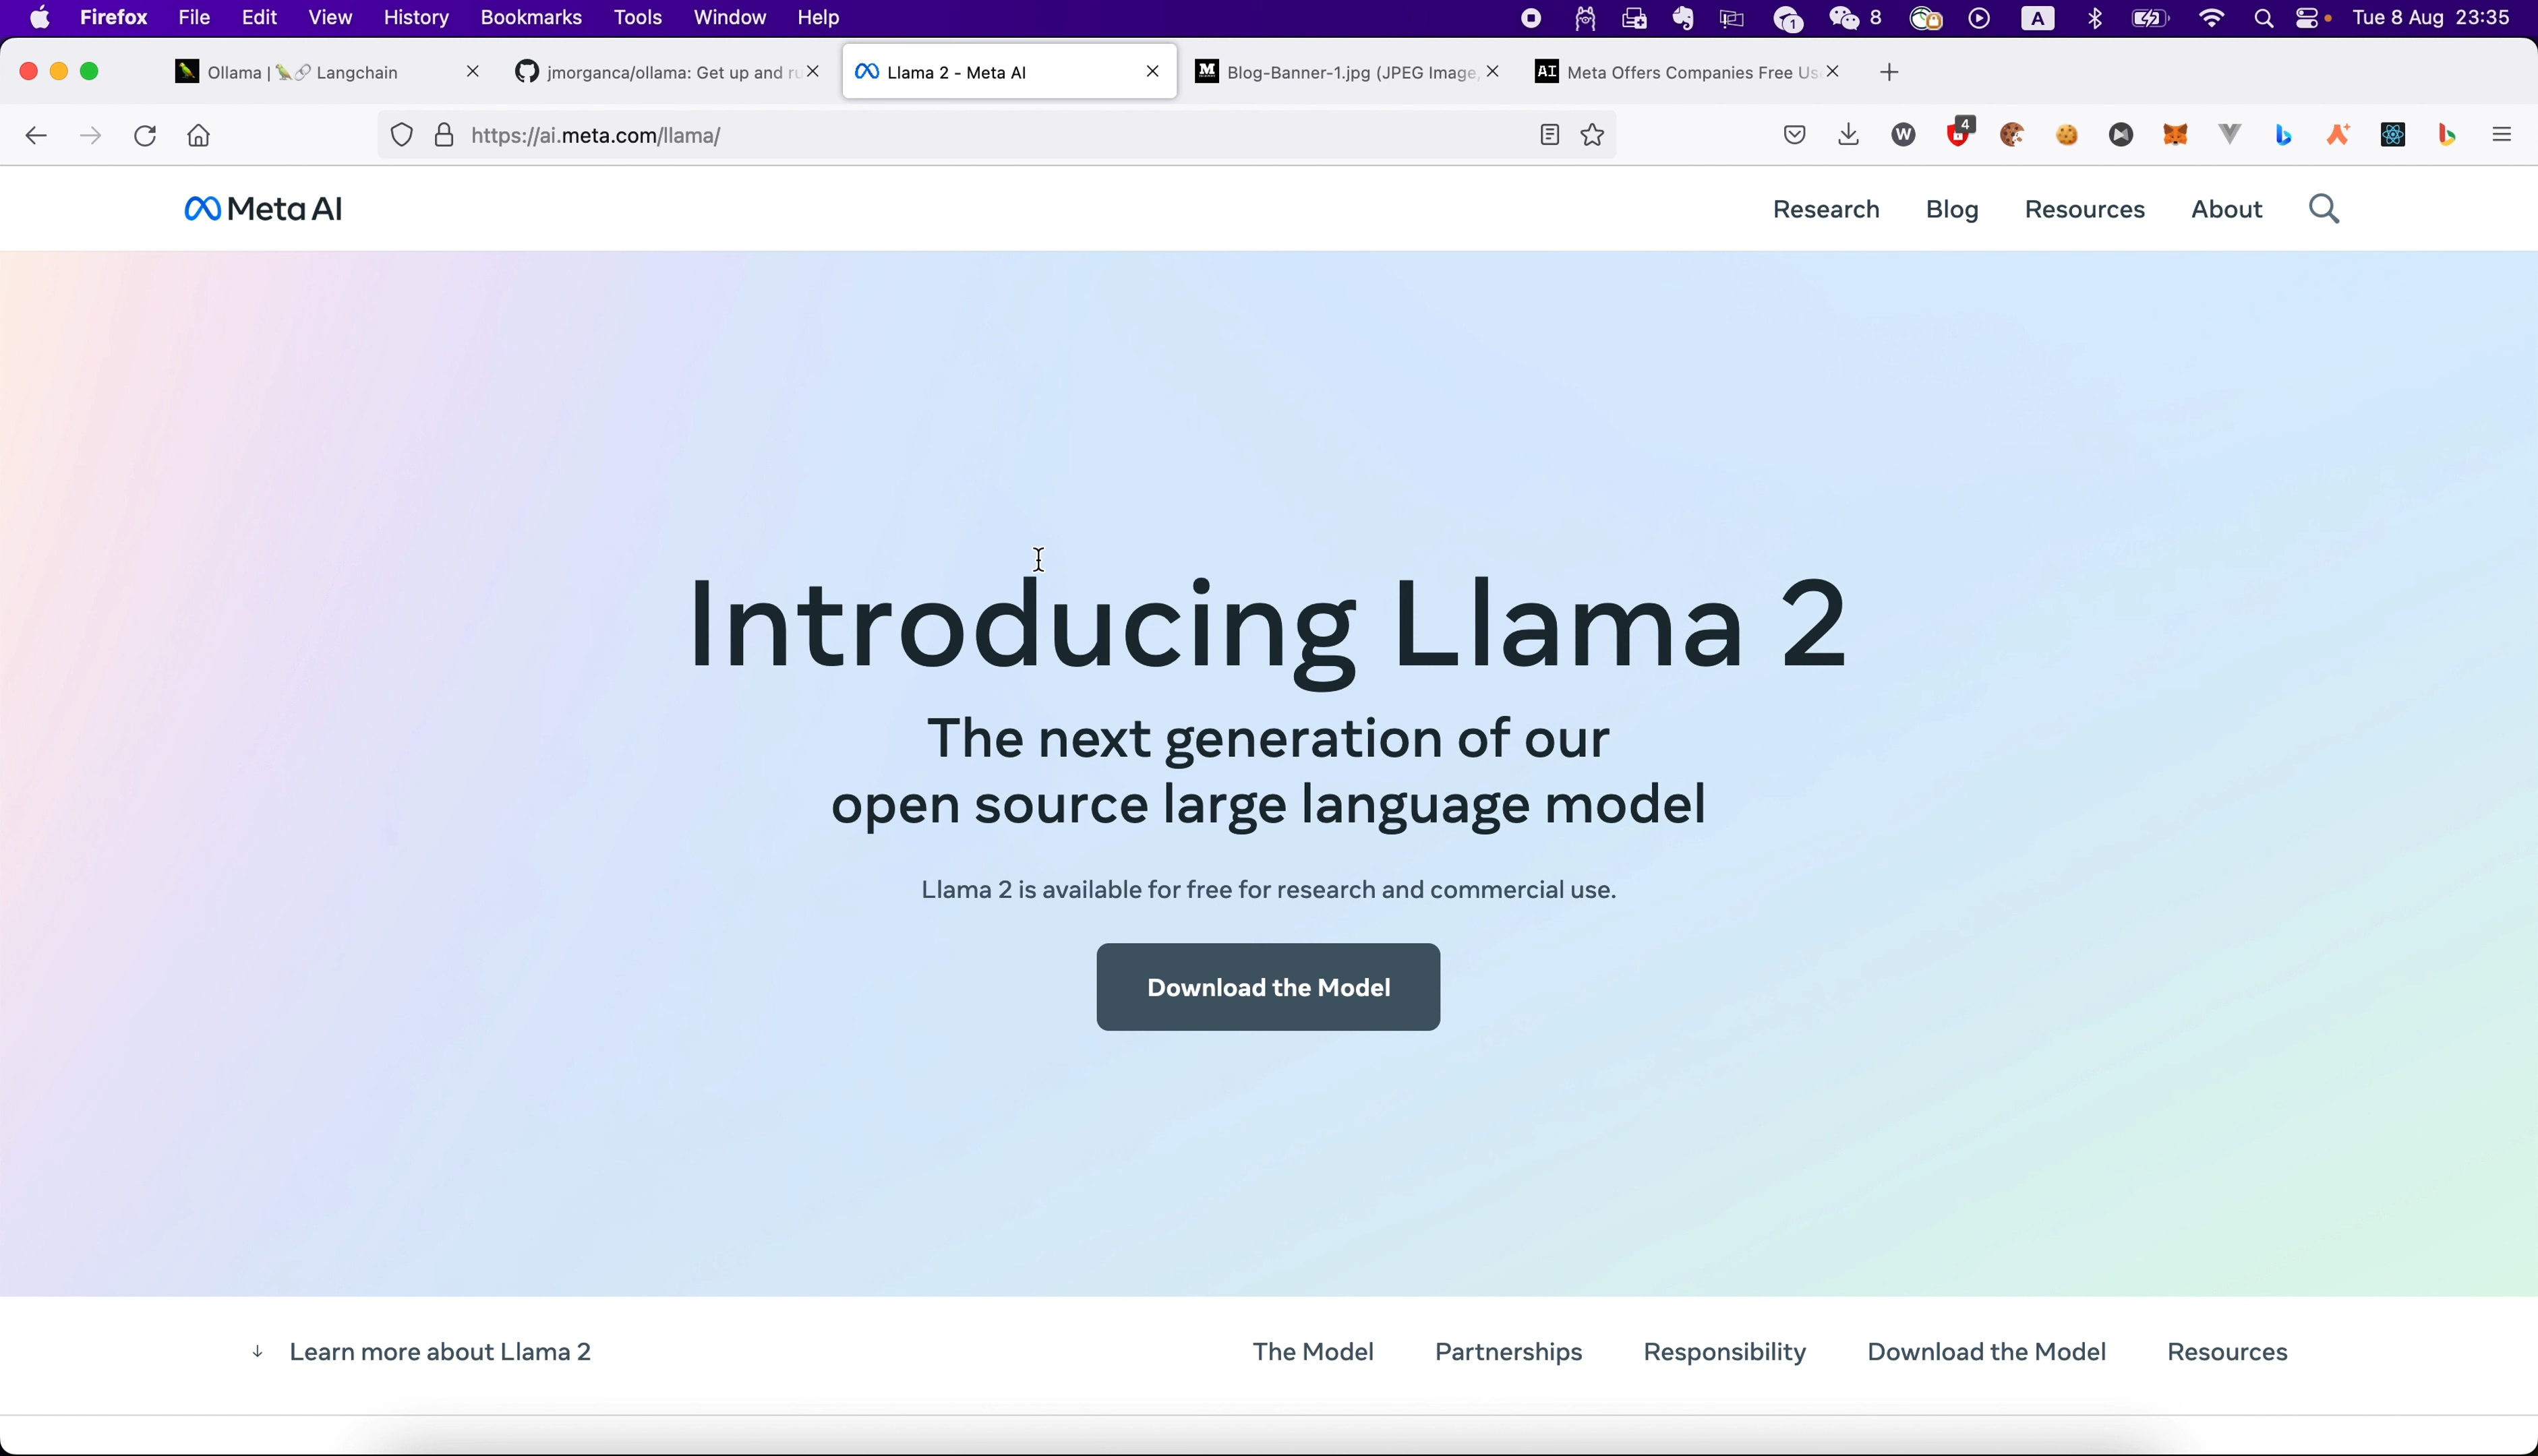 Firefox File Edit View History Bookmarks Tools Window Help 1 8 A Tue 8 Aug 23:35
Ollama | 🦜🔗 Langchain
jmorganca/ollama: Get up and ru
Llama 2 - Meta AI
M Blog-Banner-1.jpg (JPEG Image,
AI Meta Offers Companies Free Us
https://ai.meta.com/llama/
W 4
Meta AI
Research Blog Resources About
Introducing Llama 2
The next generation of our
open source large language model
Llama 2 is available for free for research and commercial use.
Download the Model
↓ Learn more about Llama 2
The Model Partnerships Responsibility Download the Model Resources